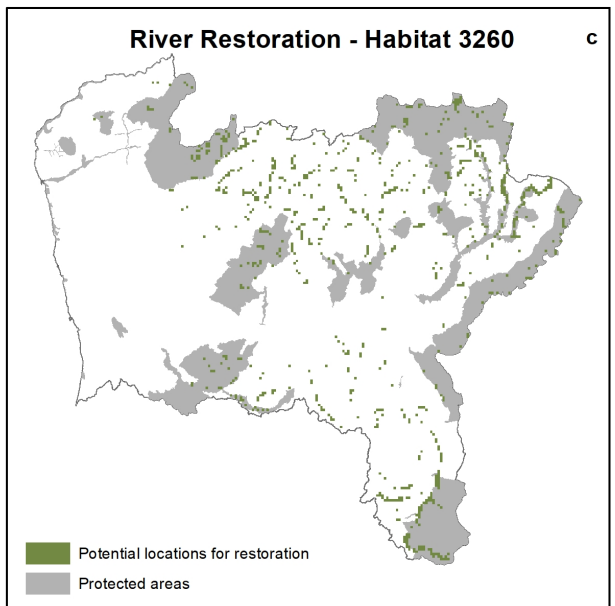 River Restoration - Habitat 3260
c
Potential locations for restoration
Protected areas